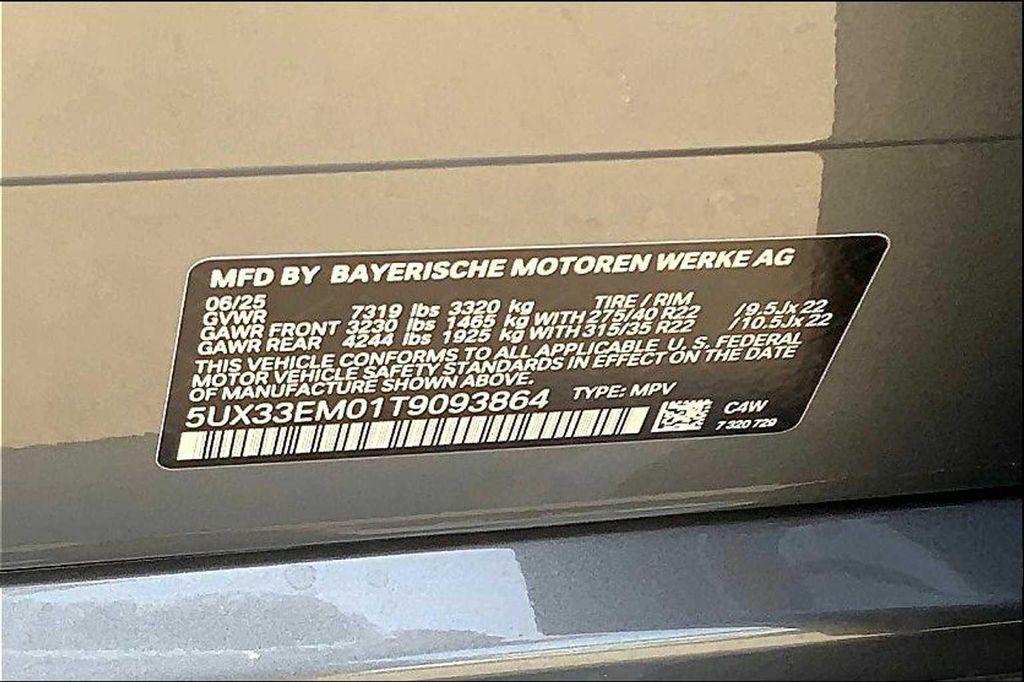 MFD BY BAYERISCHE MOTOREN WERKE AG
06/25 TIRE / RIM
GVWR 7319 lbs 3320 kg
GAWR FRONT 3230 lbs 1465 kg WITH 275/40 R22 /9.5Jx22
GAWR REAR 4244 lbs 1925 kg WITH 315/35 R22 /10.5Jx22
THIS VEHICLE CONFORMS TO ALL APPLICABLE U.S. FEDERAL
MOTOR VEHICLE SAFETY STANDARDS IN EFFECT ON THE DATE
OF MANUFACTURE SHOWN ABOVE.
5UX33EM01T9093864 TYPE: MPV
C4W
7 320 729